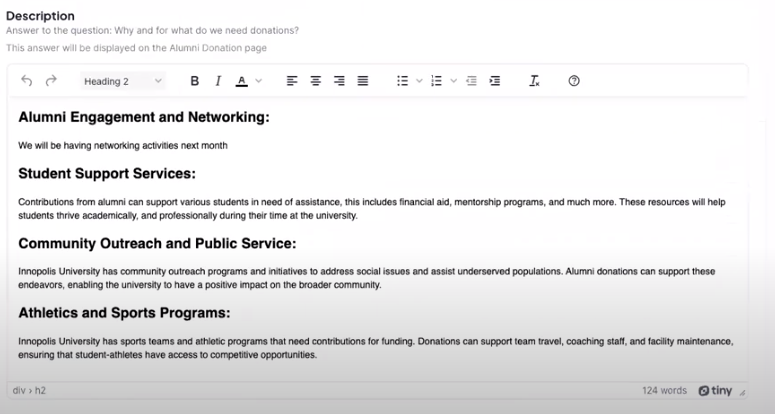 Description
Answer to the question: Why and for what do we need donations?
This answer will be displayed on the Alumni Donation page
Heading 2 B I A
Alumni Engagement and Networking:
We will be having networking activities next month
Student Support Services:
Contributions from alumni can support various students in need of assistance, this includes financial aid, mentorship programs, and much more. These resources will help
students thrive academically, and professionally during their time at the university.
Community Outreach and Public Service:
Innopolis University has community outreach programs and initiatives to address social issues and assist underserved populations. Alumni donations can support these
endeavors, enabling the university to have a positive impact on the broader community.
Athletics and Sports Programs:
Innopolis University has sports teams and athletic programs that need contributions for funding. Donations can support team travel, coaching staff, and facility maintenance,
ensuring that student-athletes have access to competitive opportunities.
div › h2 124 words tiny